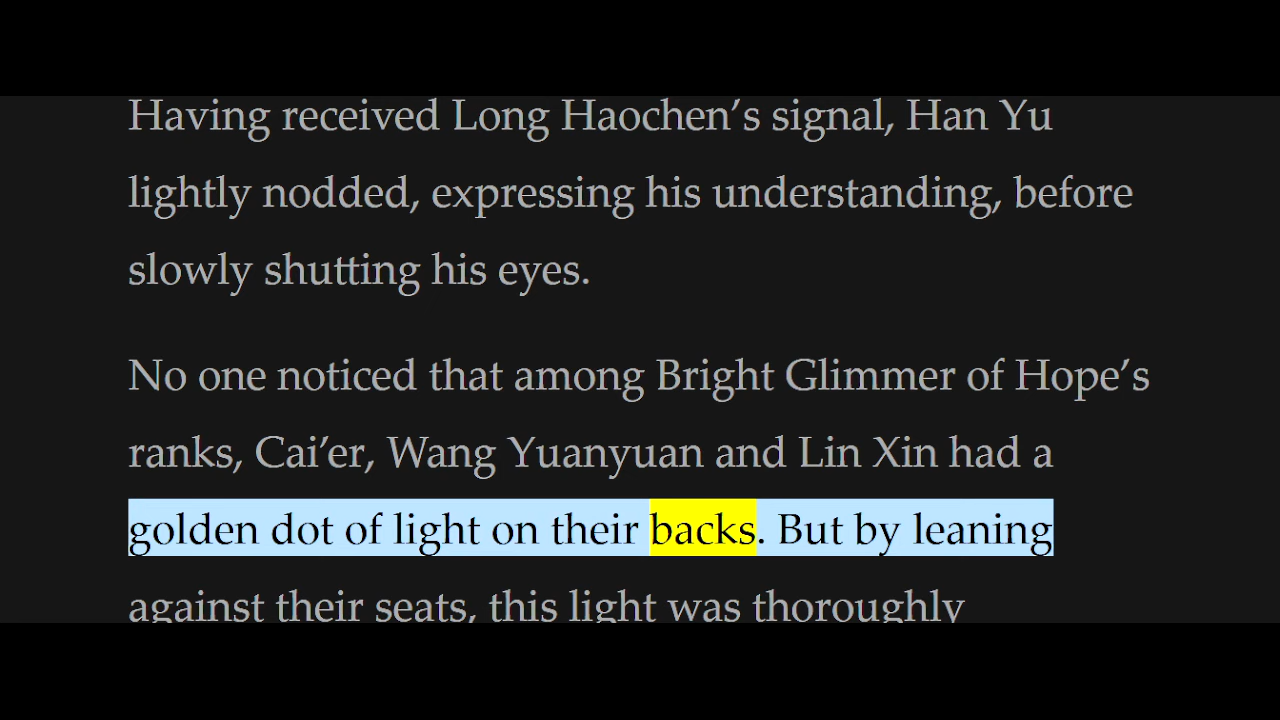 Having received Long Haochen’s signal, Han Yu
lightly nodded, expressing his understanding, before
slowly shutting his eyes.
No one noticed that among Bright Glimmer of Hope’s
ranks, Cai’er, Wang Yuanyuan and Lin Xin had a
golden dot of light on their backs. But by leaning
against their seats, this light was thoroughly